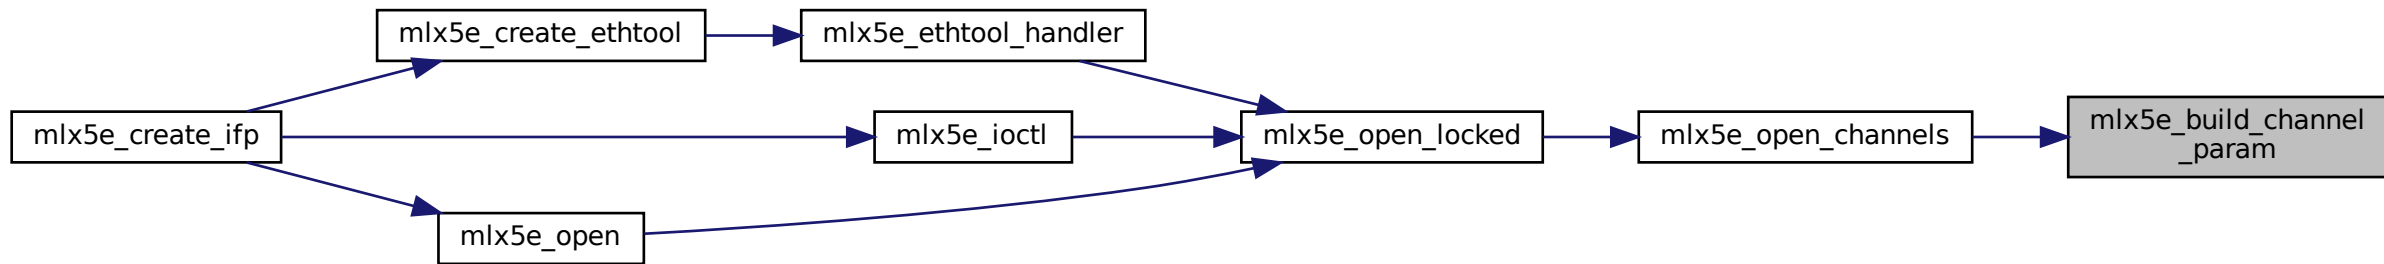 mlx5e_create_ethtool
mlx5e_ethtool_handler
mlx5e_create_ifp
mlx5e_ioctl
mlx5e_open_locked
mlx5e_open_channels
mlx5e_build_channel
_param
mlx5e_open